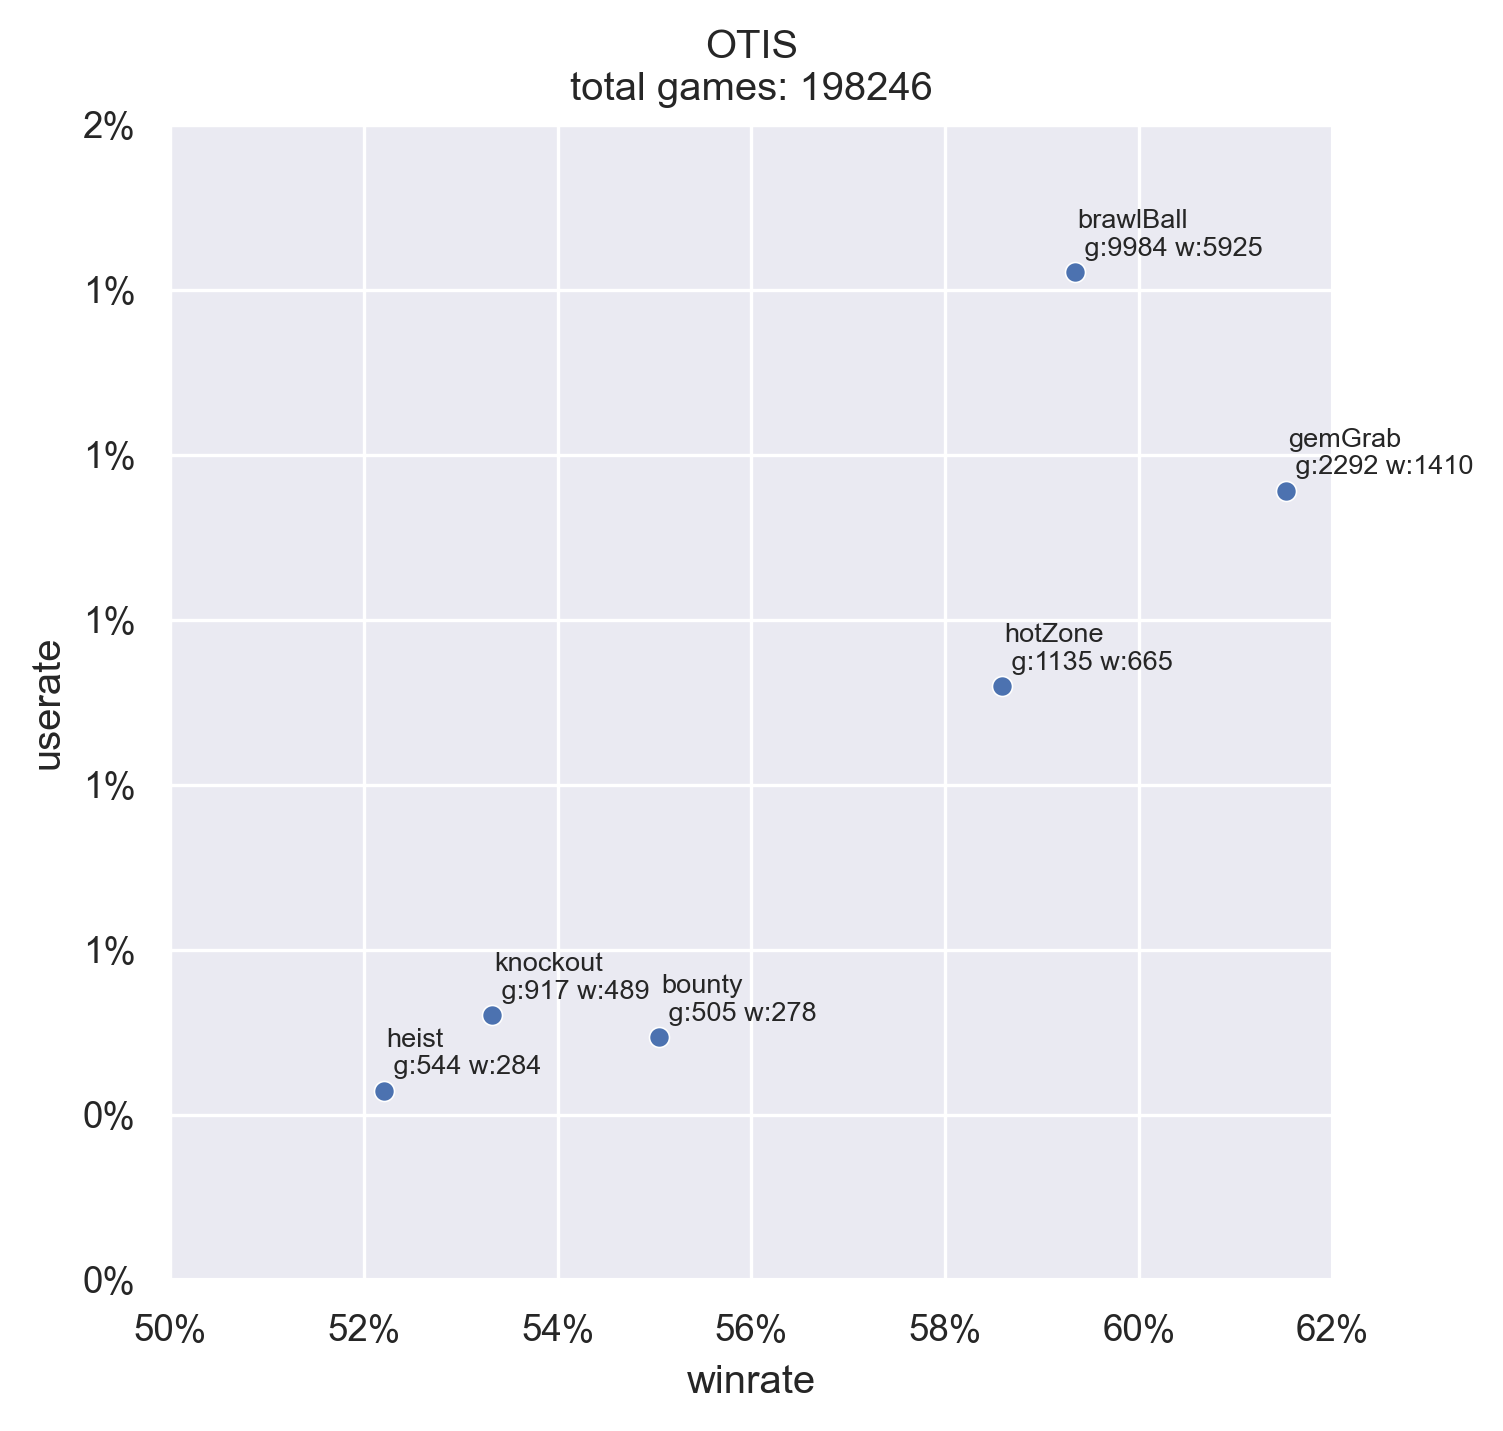 OTIS
total games: 198246
2%
brawlBall
g:9984 w:5925
1%
gemGrab
1%
g:2292 w:1410
hotZone
1%
g:1135 w:665
userate
1%
1%
knockout
g:917 w:489
bounty
g:505 w:278
heist
g:544 w:284
0%
0%
50%
52%
54%
56%
58%
60%
62%
winrate